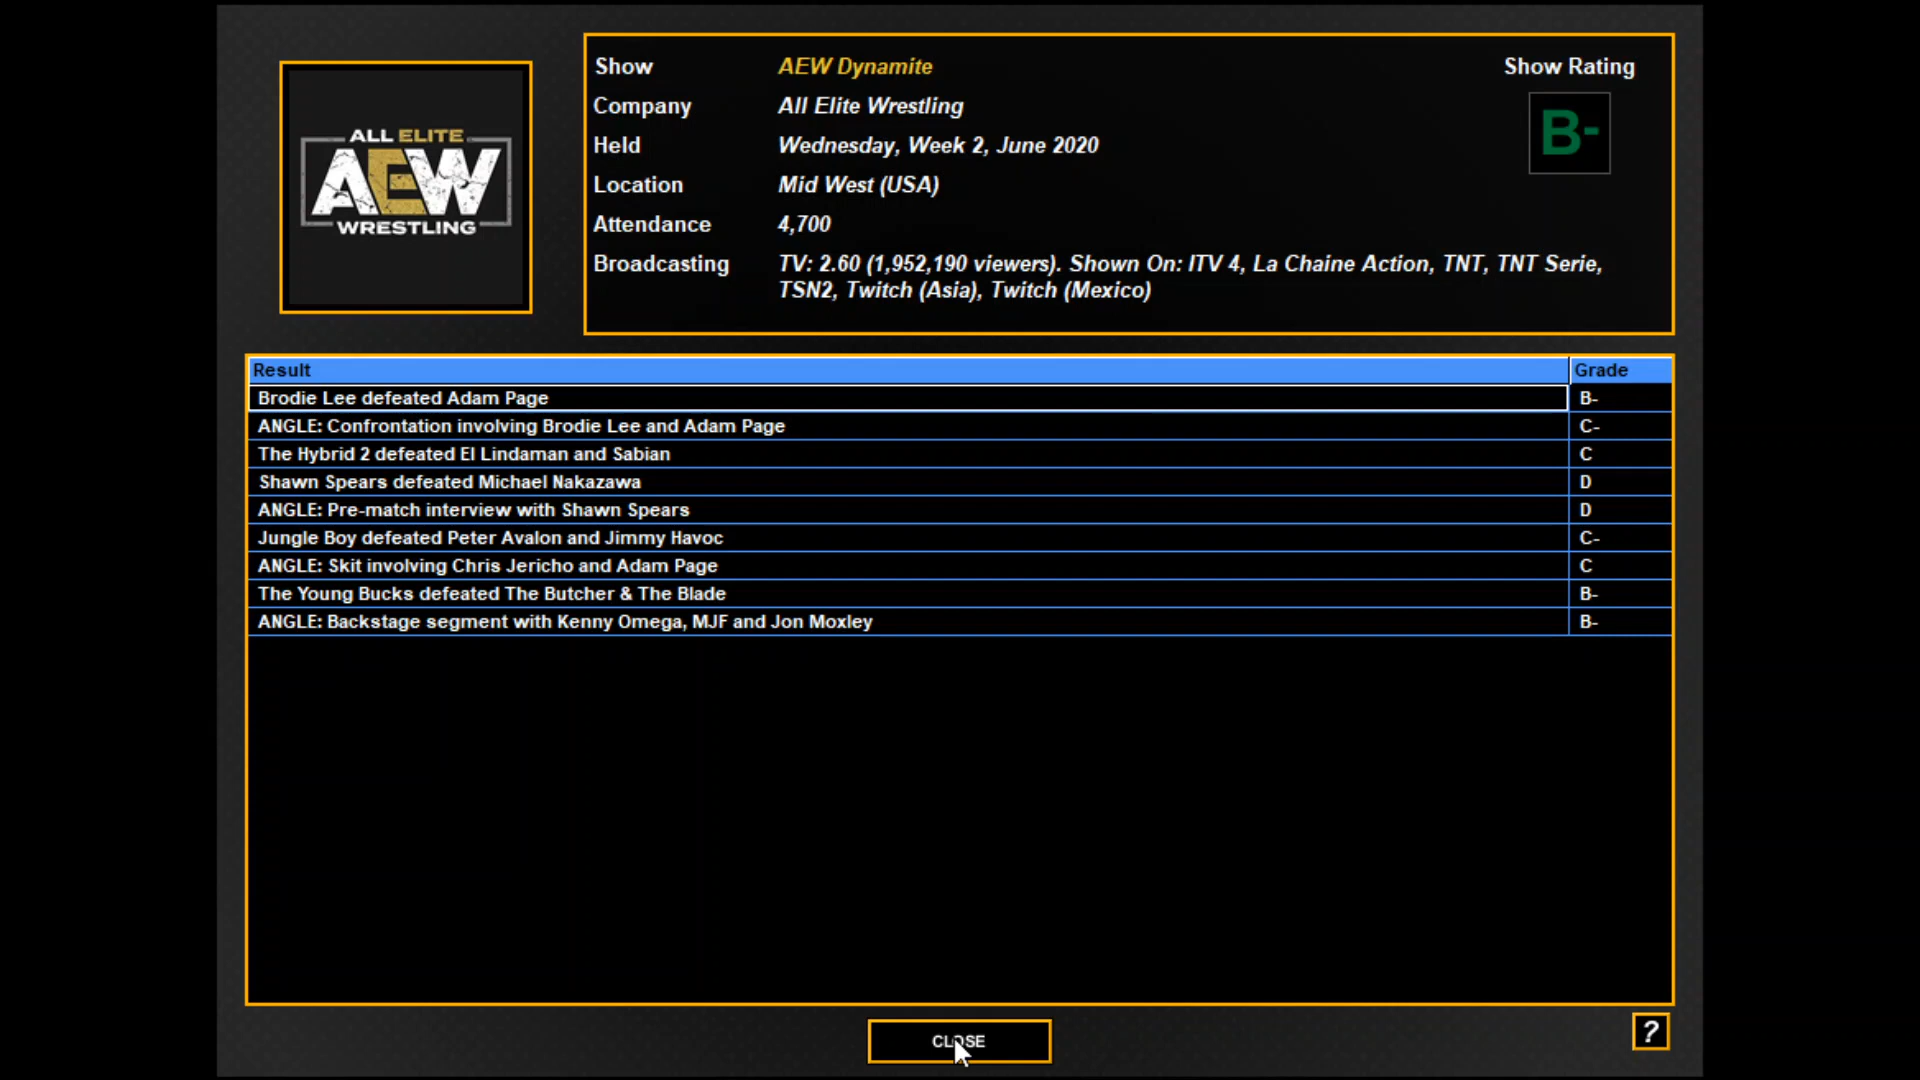 ALL ELITE
AEW
WRESTLING
Show AEW Dynamite
Company All Elite Wrestling
Held Wednesday, Week 2, June 2020
Location Mid West (USA)
Attendance 4,700
Broadcasting TV: 2.60 (1,952,190 viewers). Shown On: ITV 4, La Chaine Action, TNT, TNT Serie,
TSN2, Twitch (Asia), Twitch (Mexico)
Show Rating
B-
Result Grade
Brodie Lee defeated Adam Page B-
ANGLE: Confrontation involving Brodie Lee and Adam Page C-
The Hybrid 2 defeated El Lindaman and Sabian C
Shawn Spears defeated Michael Nakazawa D
ANGLE: Pre-match interview with Shawn Spears D
Jungle Boy defeated Peter Avalon and Jimmy Havoc C-
ANGLE: Skit involving Chris Jericho and Adam Page C
The Young Bucks defeated The Butcher & The Blade B-
ANGLE: Backstage segment with Kenny Omega, MJF and Jon Moxley B-
CLOSE
?